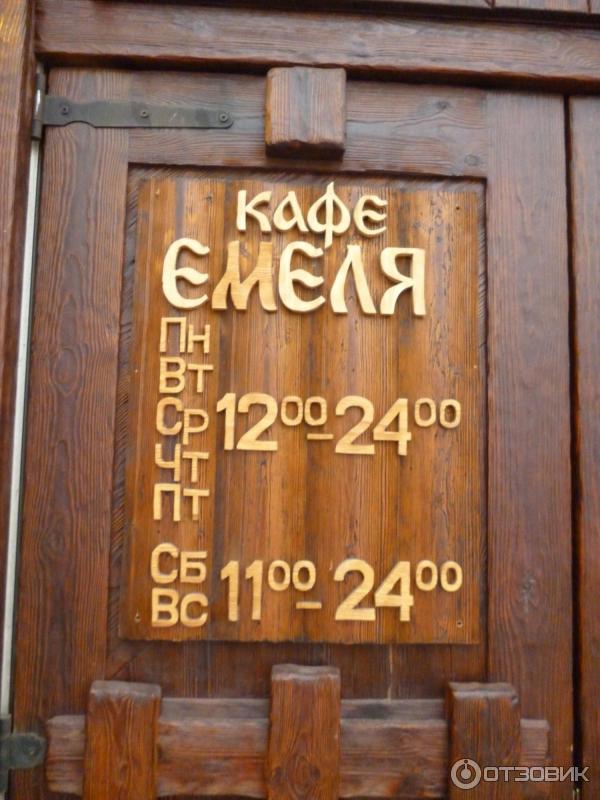 кафе
Емеля
Пн
Вт
Ср 12⁰⁰–24⁰⁰
Чт
Пт
Сб
Вс 11⁰⁰–24⁰⁰
ОТЗОВИК